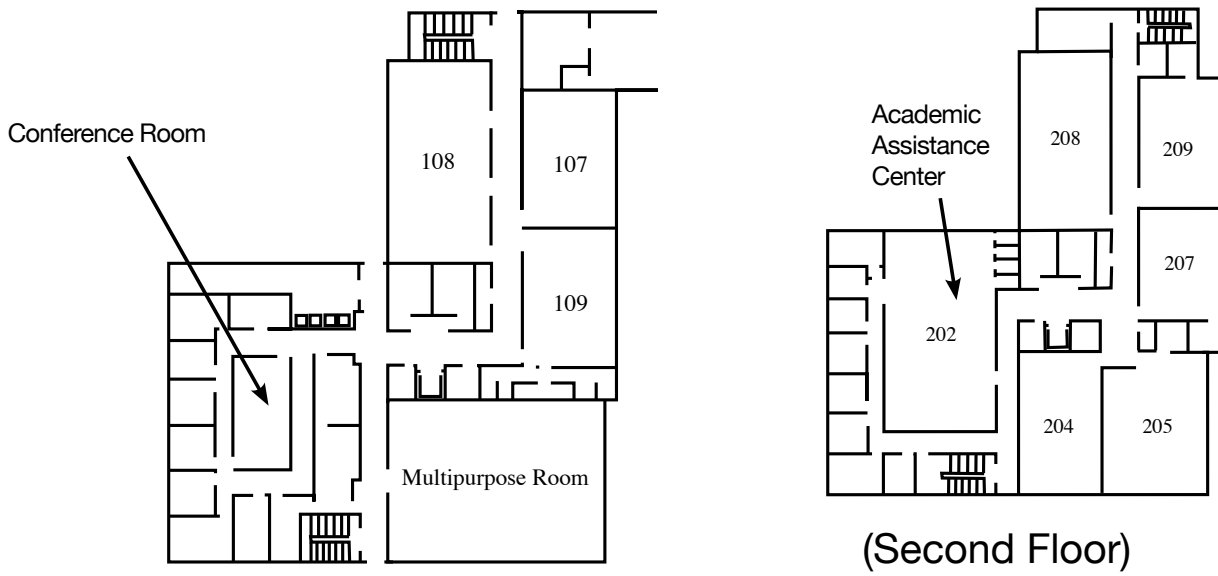 Conference Room
108
107
109
Multipurpose Room
Academic
Assistance
Center
208
209
207
202
204
205
(Second Floor)